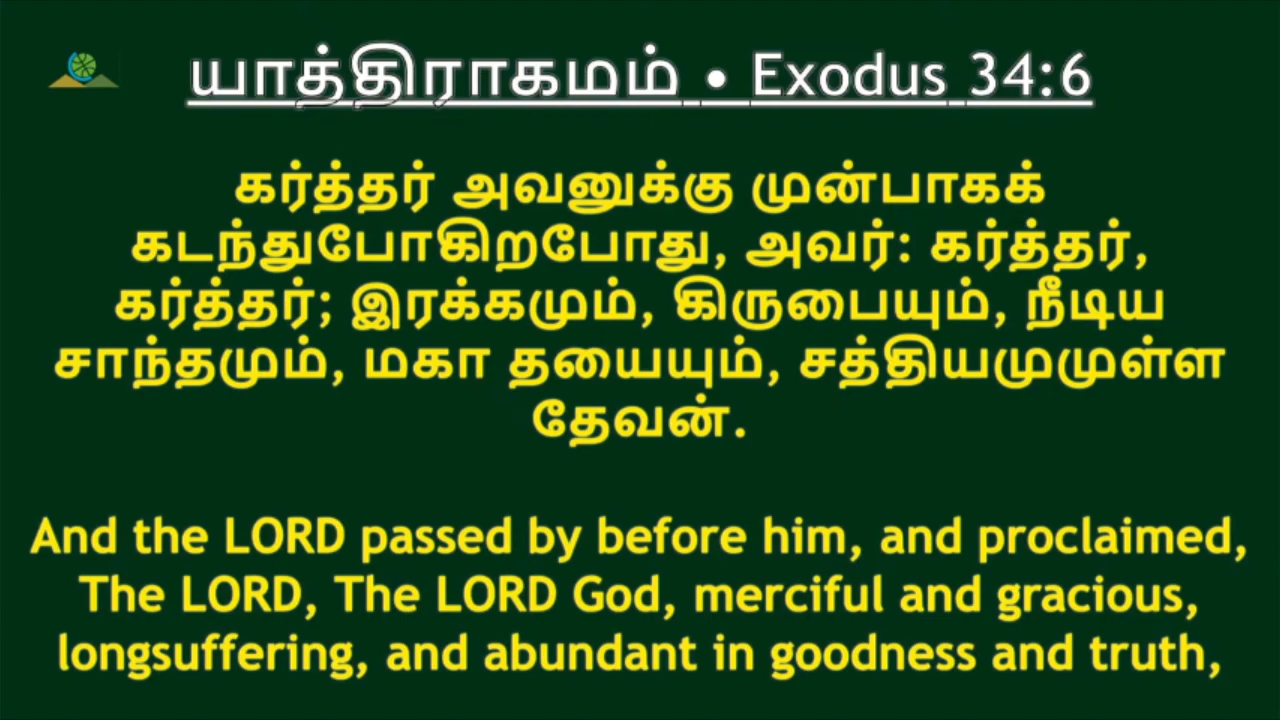 யாத்திராகமம் • Exodus 34:6
கர்த்தர் அவனுக்கு முன்பாகக்
கடந்துபோகிறபோது, அவர்: கர்த்தர்,
கர்த்தர்; இரக்கமும், கிருபையும், நீடிய
சாந்தமும், மகா தயையும், சத்தியமுமுள்ள
தேவன்.
And the LORD passed by before him, and proclaimed,
The LORD, The LORD God, merciful and gracious,
longsuffering, and abundant in goodness and truth,